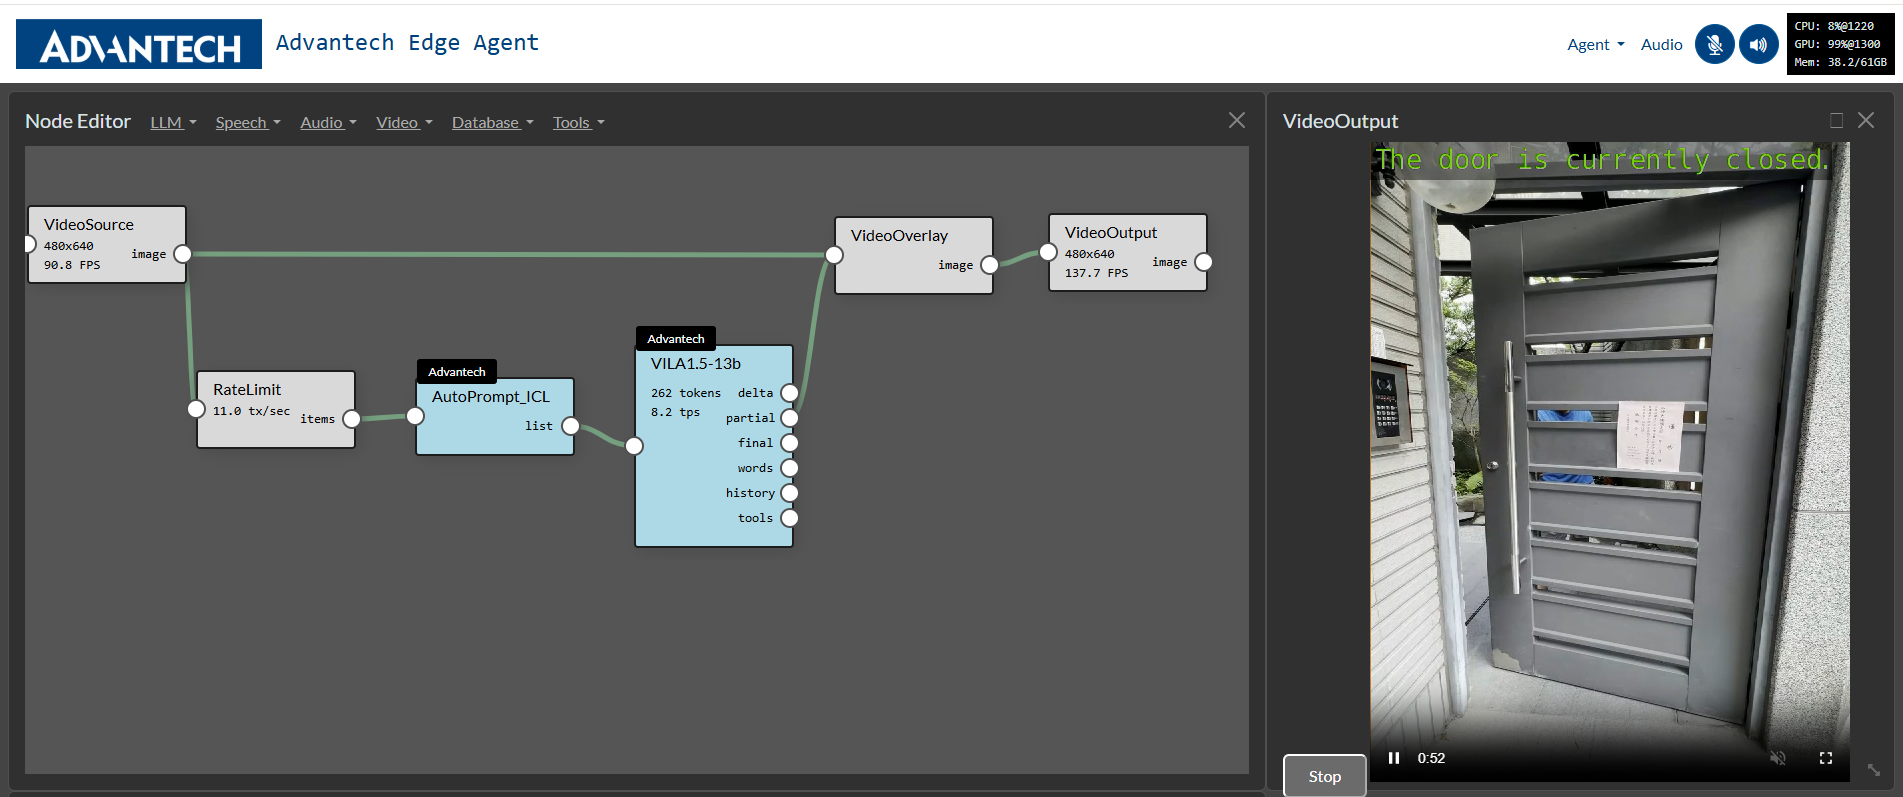 ADVANTECH
Advantech Edge Agent
Agent
Audio
CPU: 8%@1220
GPU: 99%@1300
Mem: 38.2/61GB
Node Editor
LLM
Speech
Audio
Video
Database
Tools
VideoSource
480x640
90.8 FPS
image
RateLimit
11.0 tx/sec
items
Advantech
AutoPrompt_ICL
list
Advantech
VILA1.5-13b
262 tokens
8.2 tps
delta
partial
final
words
history
tools
VideoOverlay
image
VideoOutput
480x640
137.7 FPS
image
VideoOutput
The door is currently closed.
0:52
Stop